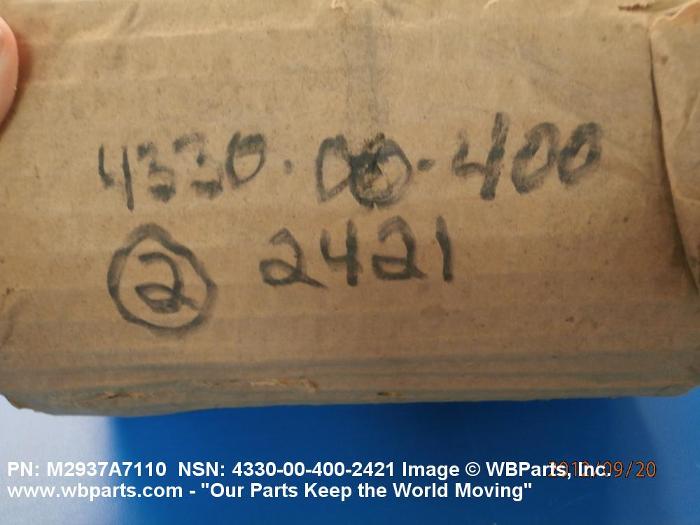 4330-00-400
② 2421
PN: M2937A7110 NSN: 4330-00-400-2421 Image © WBParts, Inc.
www.wbparts.com - "Our Parts Keep the World Moving"